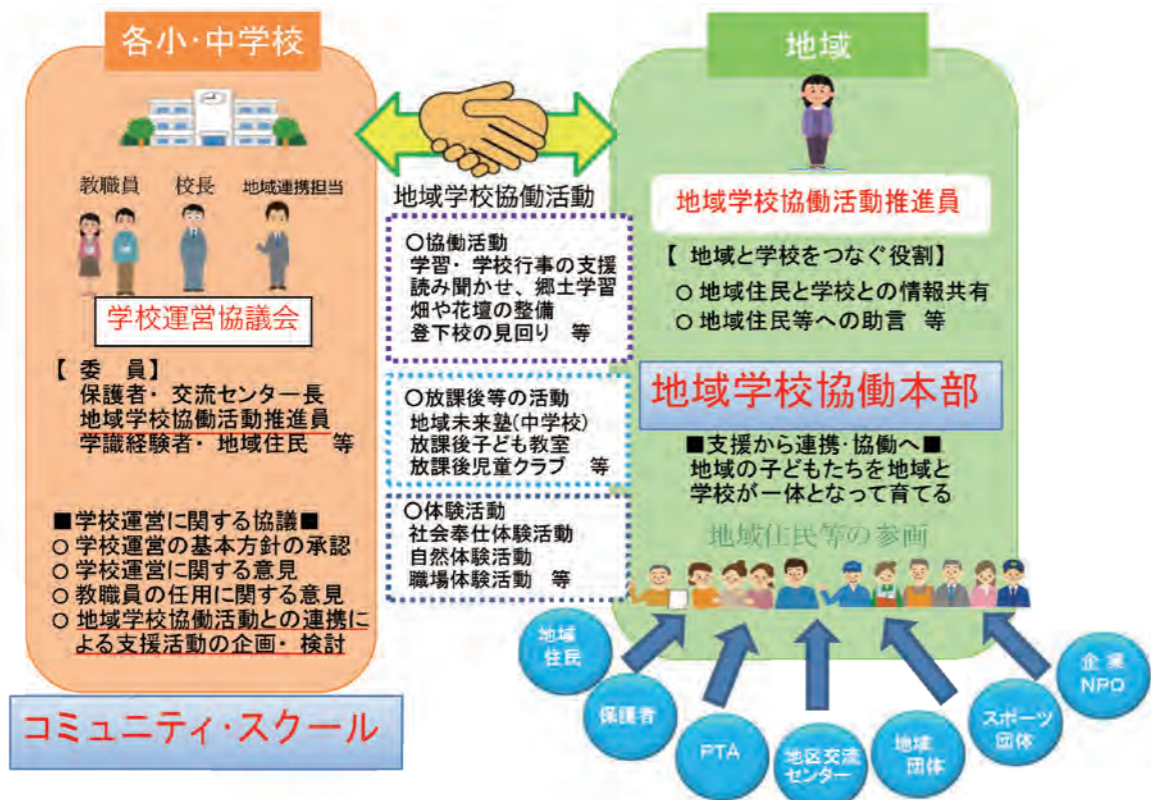 各小・中学校
教職員 校長 地域連携担当
学校運営協議会
【 委 員】
保護者・ 交流センター長
地域学校協働活動推進員
学識経験者・ 地域住民 等
■学校運営に関する協議■
○ 学校運営の基本方針の承認
○ 学校運営に関する意見
○ 教職員の任用に関する意見
○ 地域学校協働活動との連携に
よる支援活動の企画・ 検討
コミュニティ・スクール
地域学校協働活動
○協働活動
学習・ 学校行事の支援
読み聞かせ、郷土学習
畑や花壇の整備
登下校の見回り 等
○放課後等の活動
地域未来塾(中学校)
放課後子ども教室
放課後児童クラブ 等
○体験活動
社会奉仕体験活動
自然体験活動
職場体験活動 等
地域
地域学校協働活動推進員
【 地域と学校をつなぐ役割】
○ 地域住民と学校との情報共有
○ 地域住民等への助言 等
地域学校協働本部
■支援から連携・協働へ■
地域の子どもたちを地域と
学校が一体となって育てる
地域住民等の参画
地域
住民
保護者
PTA
地区交流
センター
地域
団体
スポーツ
団体
企業
NPO